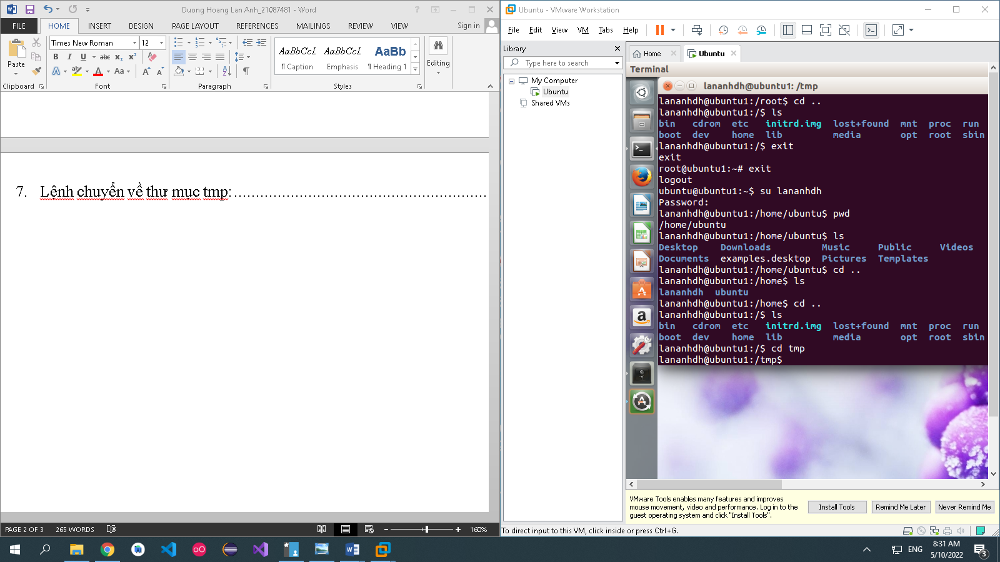 Duong Hoang Lan Anh_21087481 - Word
FILE HOME INSERT DESIGN PAGE LAYOUT REFERENCES MAILINGS REVIEW VIEW Sign in
Times New Roman 12
Paste
B I U abc x₂ x²
A ab A Aa A A
AaBbCcL AaBbCcL AaBb
¶ Caption Emphasis ¶ Heading 1
Editing
Clipboard Font Paragraph Styles
7. Lệnh chuyển về thư mục tmp: ..........................................................
PAGE 2 OF 3 265 WORDS 160%
Ubuntu - VMware Workstation
File Edit View VM Tabs Help
Library
Type here to search
My Computer
Ubuntu
Shared VMs
Home Ubuntu
Terminal
lananhdh@ubuntu1: /tmp
lananhdh@ubuntu1:/root$ cd ..
lananhdh@ubuntu1:/$ ls
bin cdrom etc initrd.img lost+found mnt proc run
boot dev home lib media opt root sbin
lananhdh@ubuntu1:/$ exit
exit
root@ubuntu1:~# exit
logout
ubuntu@ubuntu1:~$ su lananhdh
Password:
lananhdh@ubuntu1:/home/ubuntu$ pwd
/home/ubuntu
lananhdh@ubuntu1:/home/ubuntu$ ls
Desktop Downloads Music Public Videos
Documents examples.desktop Pictures Templates
lananhdh@ubuntu1:/home/ubuntu$ cd ..
lananhdh@ubuntu1:/home$ ls
lananhdh ubuntu
lananhdh@ubuntu1:/home$ cd ..
lananhdh@ubuntu1:/$ ls
bin cdrom etc initrd.img lost+found mnt proc run
boot dev home lib media opt root sbin
lananhdh@ubuntu1:/$ cd tmp
lananhdh@ubuntu1:/tmp$
VMware Tools enables many features and improves
mouse movement, video and performance. Log in to the
guest operating system and click "Install Tools".
Install Tools Remind Me Later Never Remind Me
To direct input to this VM, click inside or press Ctrl+G.
ENG
8:31 AM
5/10/2022
3